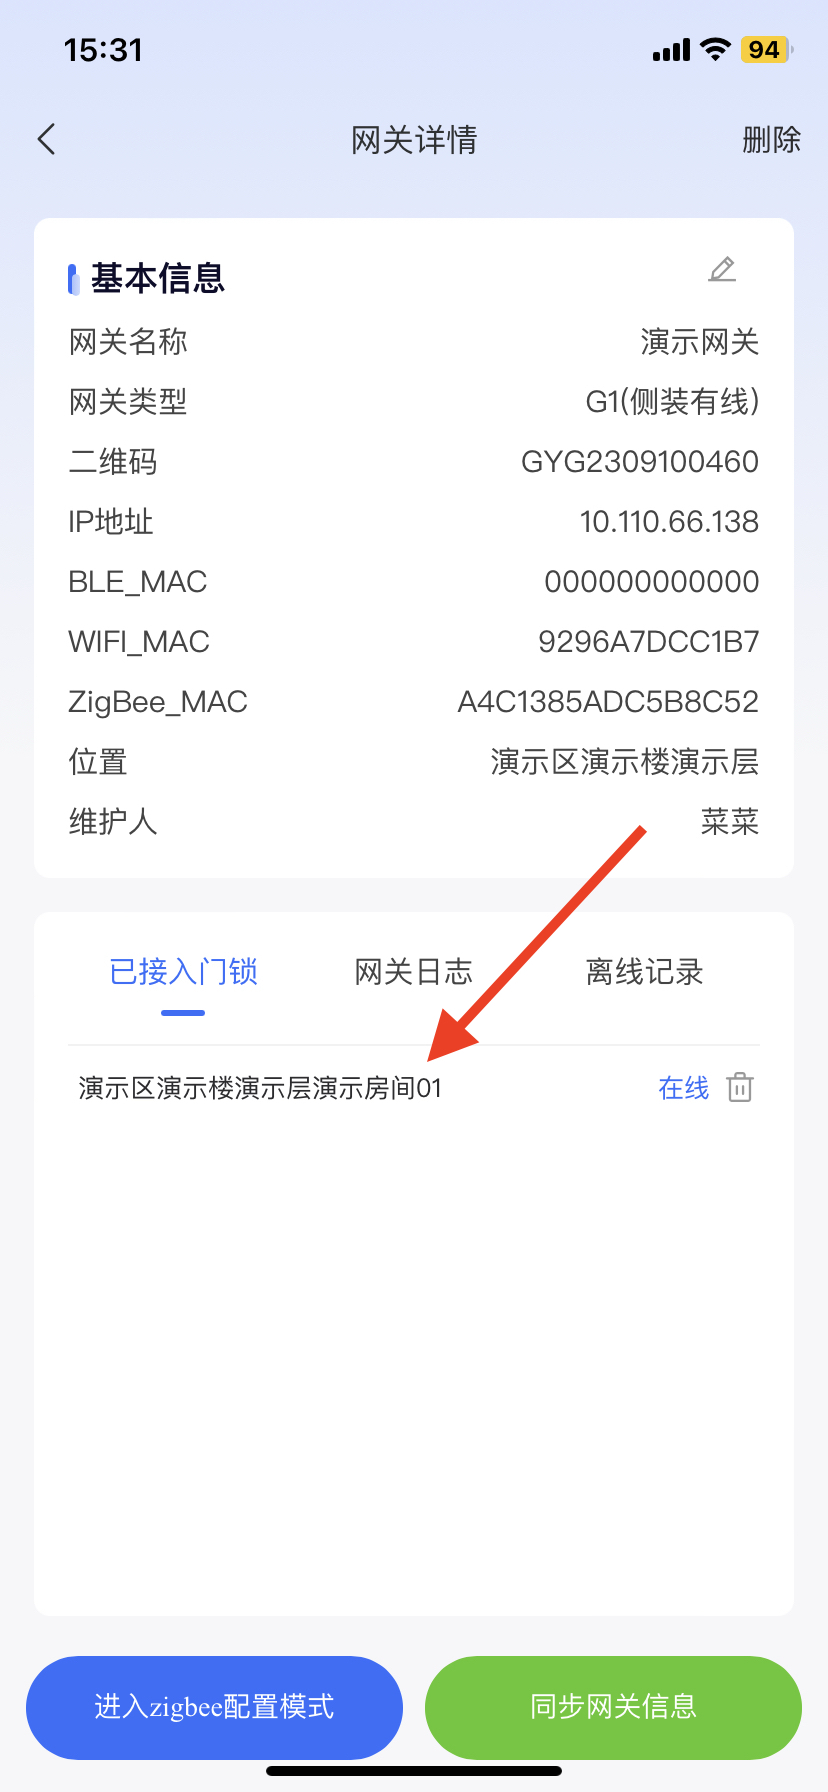 15:31
94
网关详情
删除
基本信息
网关名称 演示网关
网关类型 G1(侧装有线)
二维码 GYG2309100460
IP地址 10.110.66.138
BLE_MAC 000000000000
WIFI_MAC 9296A7DCC1B7
ZigBee_MAC A4C1385ADC5B8C52
位置 演示区演示楼演示层
维护人 菜菜
已接入门锁 网关日志 离线记录
演示区演示楼演示层演示房间01 在线
进入zigbee配置模式 同步网关信息